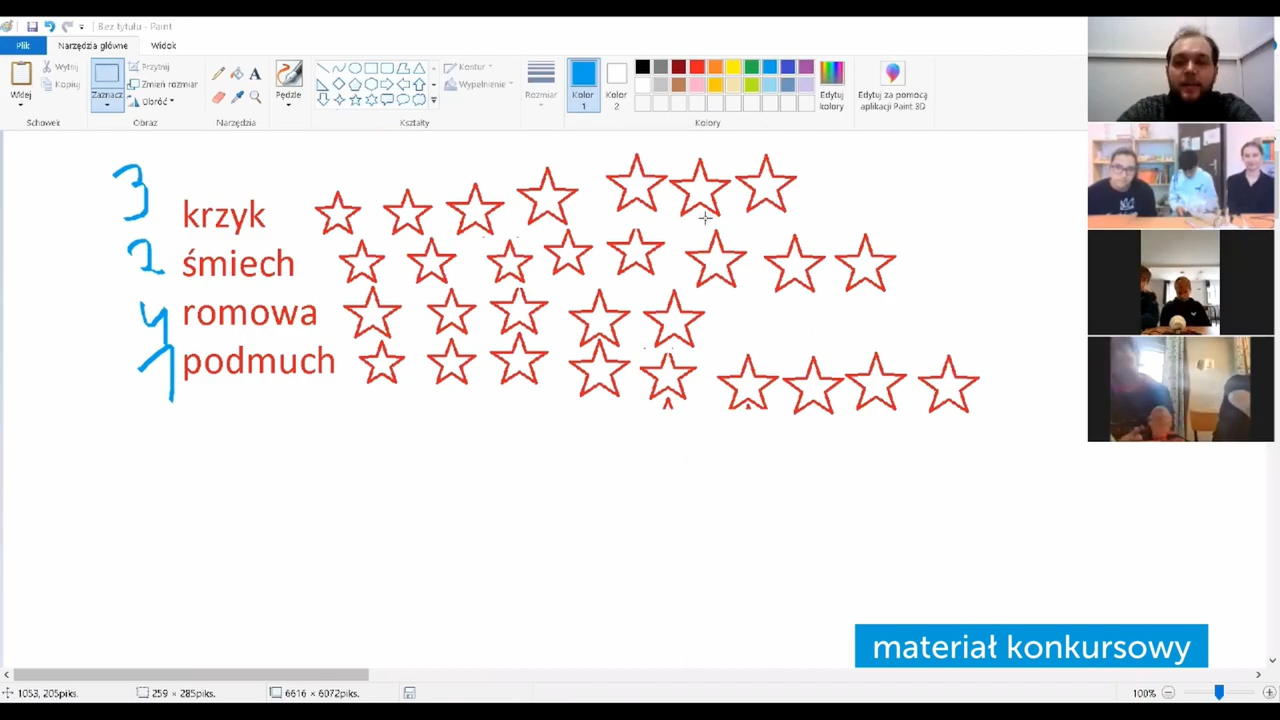 Bez tytułu - Paint
Plik Narzędzia główne Widok
Wklej
Wytnij
Kopiuj
Schowek
Zaznacz
Przytnij
Zmień rozmiar
Obróć
Obraz
A
Narzędzia
Pędzle
Kontur
Wypełnienie
Kształty
Rozmiar
Kolor 1
Kolor 2
Edytuj kolory
Kolory
Edytuj za pomocą aplikacji Paint 3D
3 krzyk
2 śmiech
4 romowa
1 podmuch
materiał konkursowy
1053, 205piks. 259 × 285piks. 6616 × 6072piks. 100%